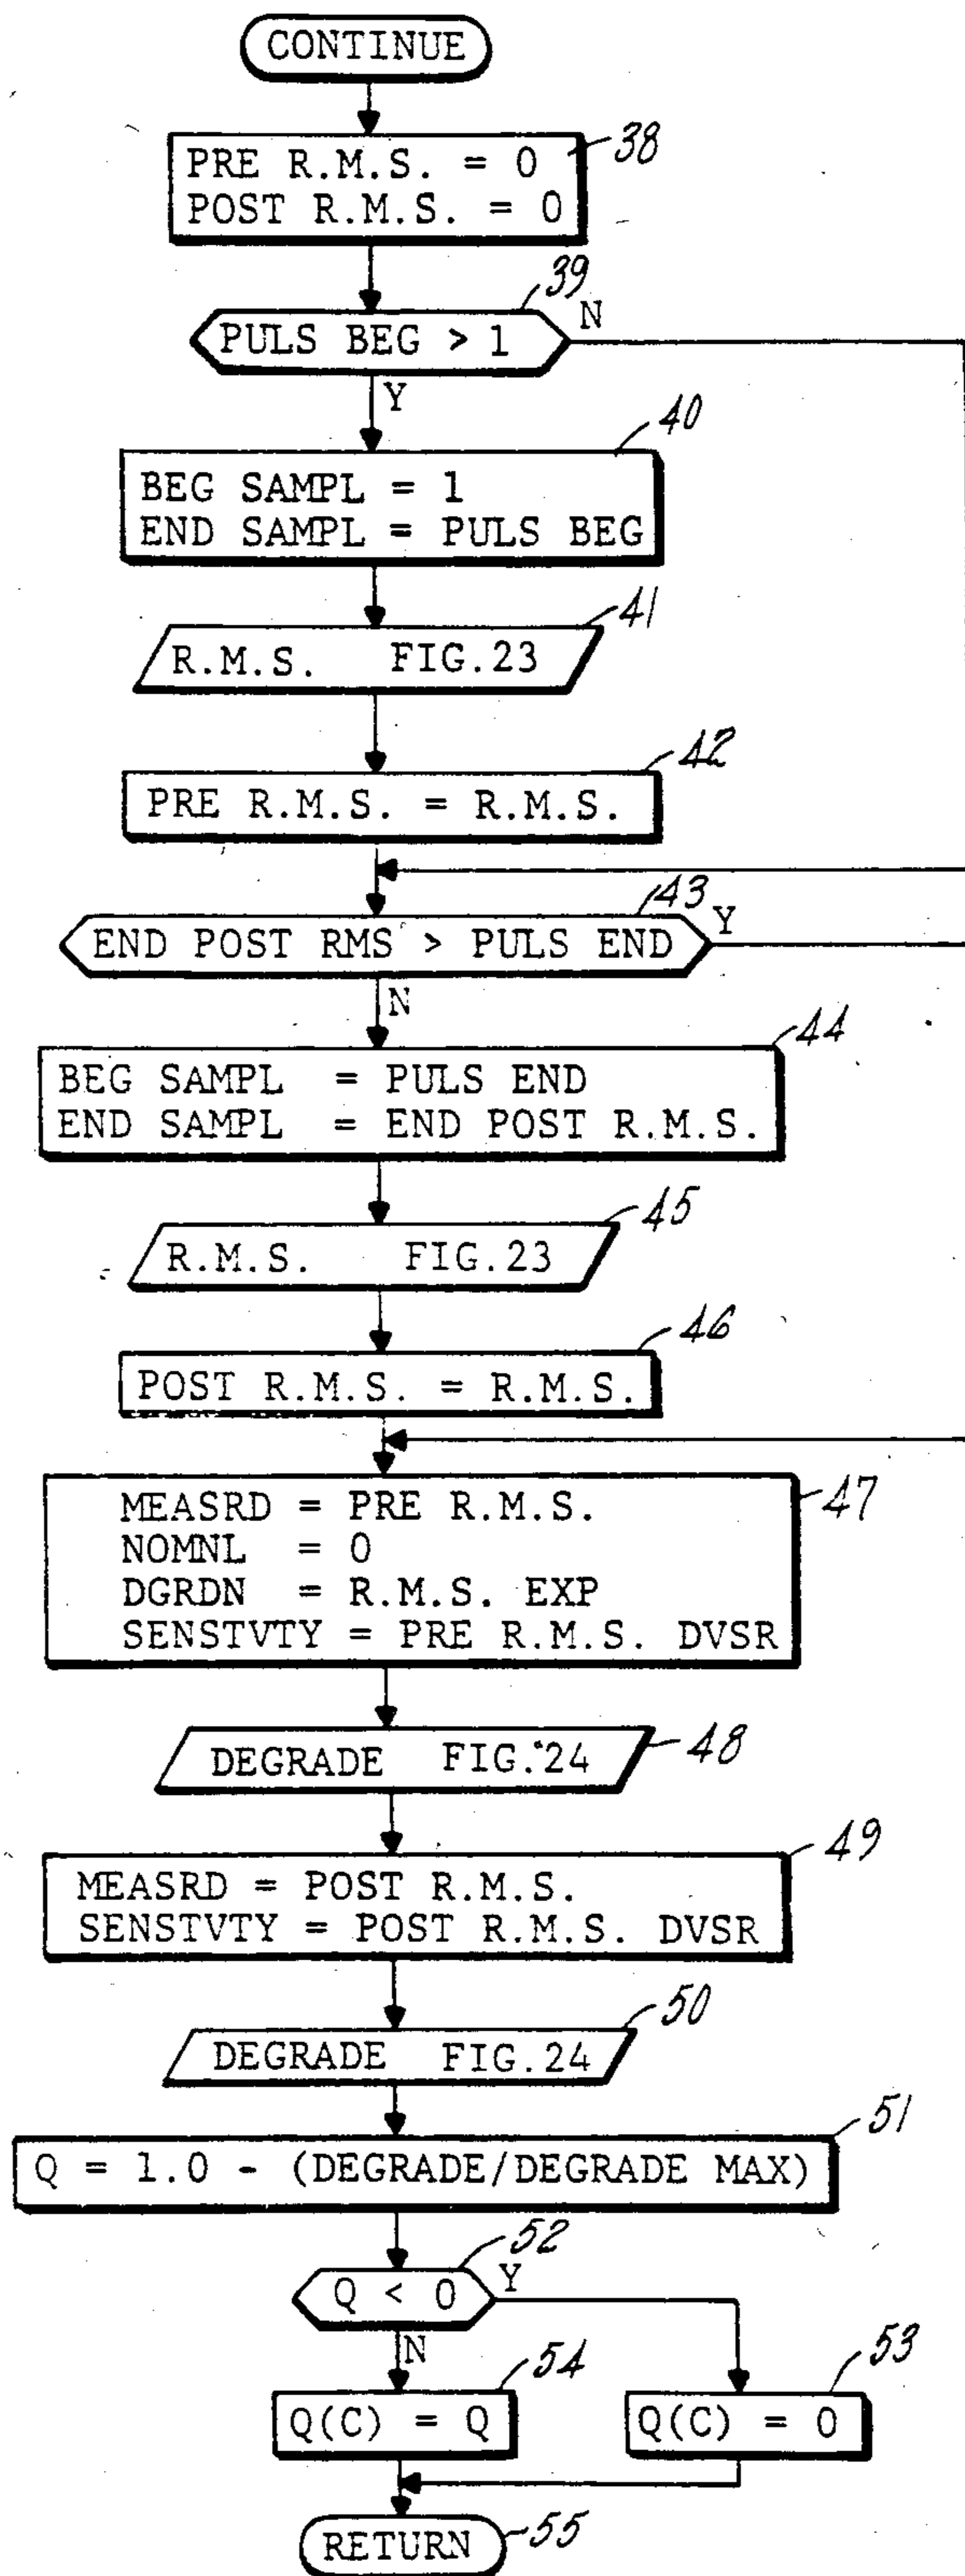 CONTINUE
38
PRE R.M.S. = 0
POST R.M.S. = 0
39
PULS BEG > 1
N
Y
40
BEG SAMPL = 1
END SAMPL = PULS BEG
41
R.M.S. FIG.23
42
PRE R.M.S. = R.M.S.
43
END POST RMS > PULS END
Y
N
44
BEG SAMPL = PULS END
END SAMPL = END POST R.M.S.
45
R.M.S. FIG.23
46
POST R.M.S. = R.M.S.
47
MEASRD = PRE R.M.S.
NOMNL = 0
DGRDN = R.M.S. EXP
SENSTVTY = PRE R.M.S. DVSR
48
DEGRADE FIG.24
49
MEASRD = POST R.M.S.
SENSTVTY = POST R.M.S. DVSR
50
DEGRADE FIG.24
51
Q = 1.0 - (DEGRADE/DEGRADE MAX)
52
Q < 0
Y
N
54
53
Q(C) = Q
Q(C) = 0
RETURN
55